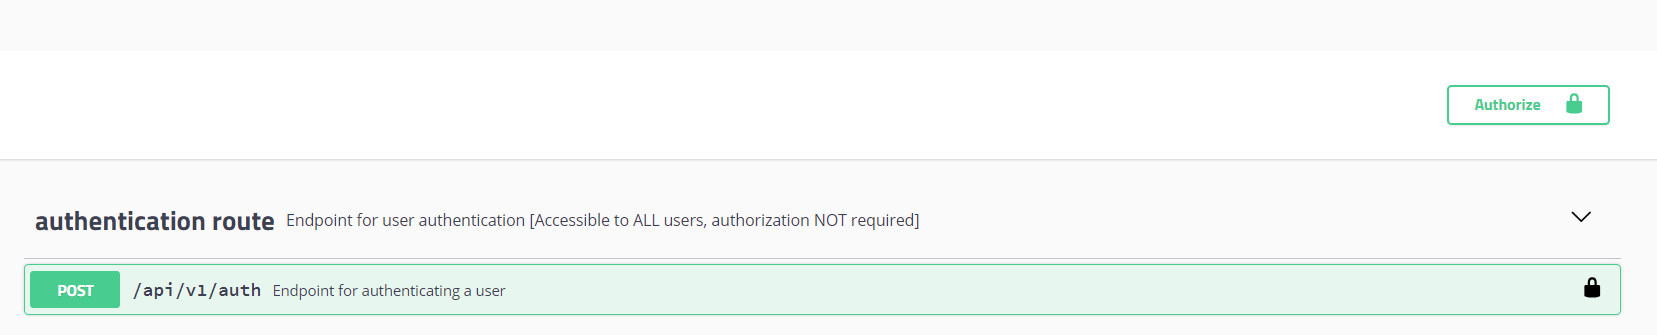 Authorize
authentication route Endpoint for user authentication [Accessible to ALL users, authorization NOT required]
POST /api/v1/auth Endpoint for authenticating a user